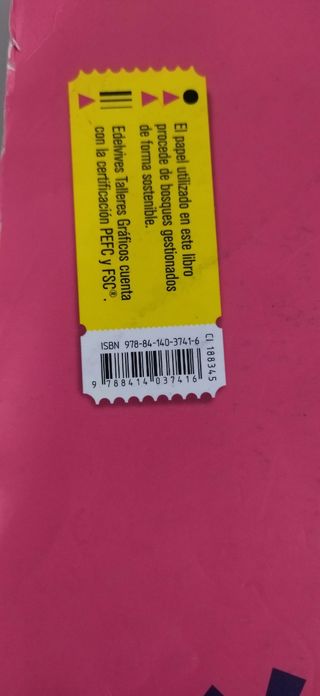 El papel utilizado en este libro
procede de bosques gestionados
de forma sostenible.
Edelvives Talleres Gráficos cuenta
con la certificación PEFC y FSC®.
ISBN 978-84-140-3741-6
9 788414 037416
CI 188345